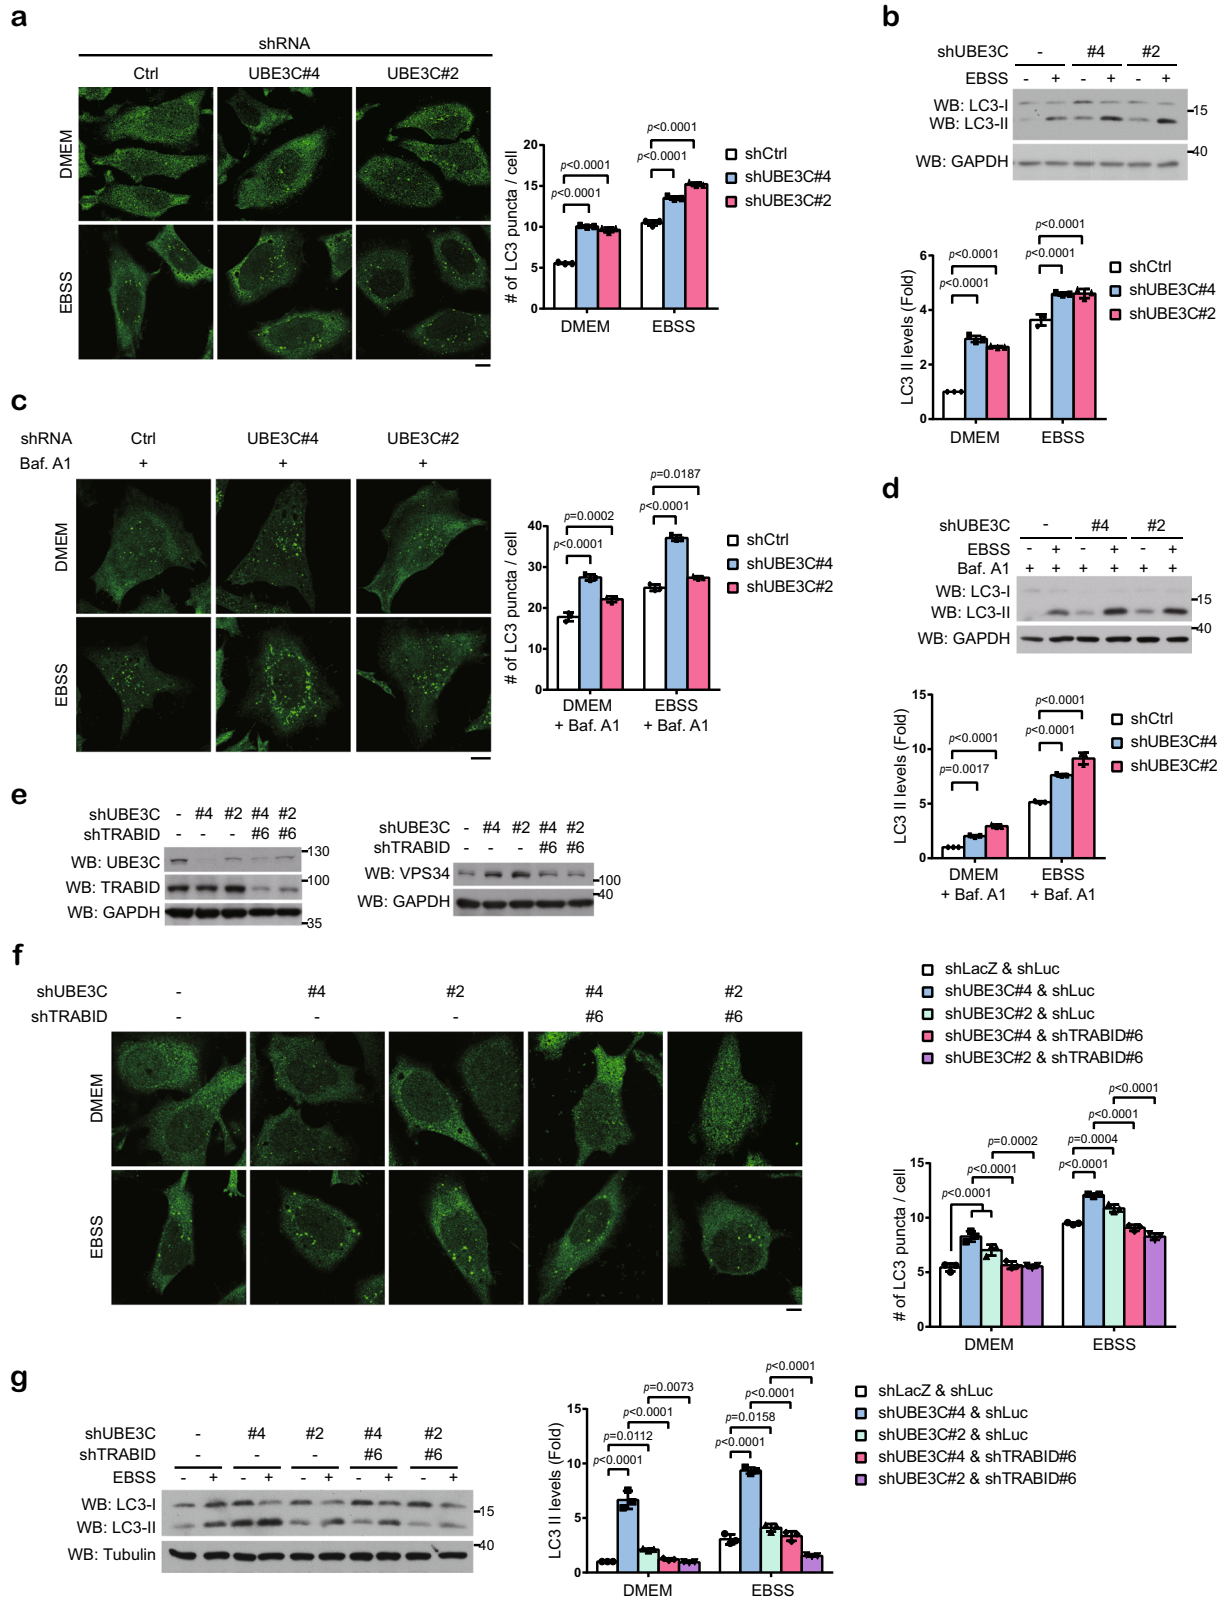 a
shRNA
Ctrl UBE3C#4 UBE3C#2
DMEM
EBSS
# of LC3 puncta / cell
20
15
10
5
0
p<0.0001
p<0.0001
p<0.0001
p<0.0001
DMEM EBSS
shCtrl
shUBE3C#4
shUBE3C#2
b
shUBE3C - #4 #2
EBSS - + - + - +
WB: LC3-I
WB: LC3-II
15
WB: GAPDH
40
LC3 II levels (Fold)
6
4
2
0
p<0.0001
p<0.0001
p<0.0001
p<0.0001
DMEM EBSS
shCtrl
shUBE3C#4
shUBE3C#2
c
shRNA Ctrl UBE3C#4 UBE3C#2
Baf. A1 + + +
DMEM
EBSS
# of LC3 puncta / cell
40
30
20
10
0
p=0.0187
p<0.0001
p=0.0002
p<0.0001
DMEM EBSS
+ Baf. A1 + Baf. A1
shCtrl
shUBE3C#4
shUBE3C#2
d
shUBE3C - #4 #2
EBSS - + - + - +
Baf. A1 + + + + + +
WB: LC3-I
WB: LC3-II
15
WB: GAPDH
40
LC3 II levels (Fold)
15
10
5
0
p<0.0001
p<0.0001
p<0.0001
p=0.0017
DMEM EBSS
+ Baf. A1 + Baf. A1
shCtrl
shUBE3C#4
shUBE3C#2
e
shUBE3C - #4 #2 #4 #2
shTRABID - - - #6 #6
WB: UBE3C
130
WB: TRABID
100
WB: GAPDH
35
shUBE3C - #4 #2 #4 #2
shTRABID - - - #6 #6
WB: VPS34
100
WB: GAPDH
40
f
shUBE3C - #4 #2 #4 #2
shTRABID - - - #6 #6
DMEM
EBSS
shLacZ & shLuc
shUBE3C#4 & shLuc
shUBE3C#2 & shLuc
shUBE3C#4 & shTRABID#6
shUBE3C#2 & shTRABID#6
# of LC3 puncta / cell
15
10
5
0
p<0.0001
p<0.0001
p=0.0004
p<0.0001
p=0.0002
p<0.0001
p<0.0001
DMEM EBSS
g
shUBE3C - #4 #2 #4 #2
shTRABID - - - #6 #6
EBSS - + - + - + - + - +
WB: LC3-I
WB: LC3-II
15
WB: Tubulin
40
LC3 II levels (Fold)
15
10
5
0
p<0.0001
p<0.0001
p=0.0158
p<0.0001
p=0.0073
p<0.0001
p=0.0112
p<0.0001
DMEM EBSS
shLacZ & shLuc
shUBE3C#4 & shLuc
shUBE3C#2 & shLuc
shUBE3C#4 & shTRABID#6
shUBE3C#2 & shTRABID#6